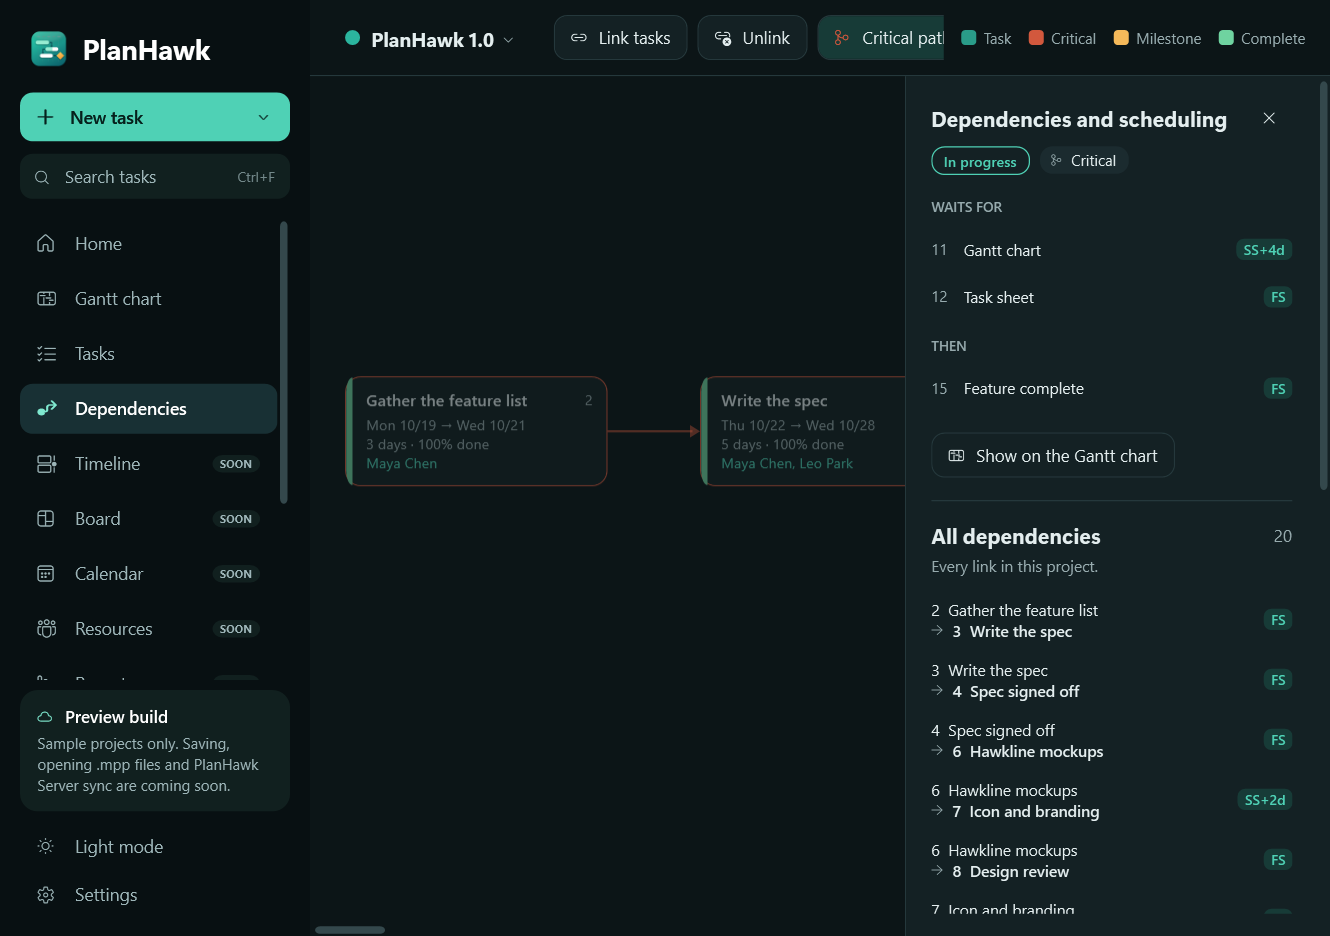 PlanHawk
New task
Search tasks Ctrl+F
Home
Gantt chart
Tasks
Dependencies
Timeline SOON
Board SOON
Calendar SOON
Resources SOON
Preview build
Sample projects only. Saving,
opening .mpp files and PlanHawk
Server sync are coming soon.
Light mode
Settings
PlanHawk 1.0
Link tasks
Unlink
Critical path
Task
Critical
Milestone
Complete
Gather the feature list 2
Mon 10/19 → Wed 10/21
3 days · 100% done
Maya Chen
Write the spec
Thu 10/22 → Wed 10/28
5 days · 100% done
Maya Chen, Leo Park
Dependencies and scheduling
In progress Critical
WAITS FOR
11 Gantt chart SS+4d
12 Task sheet FS
THEN
15 Feature complete FS
Show on the Gantt chart
All dependencies 20
Every link in this project.
2 Gather the feature list
→ 3 Write the spec FS
3 Write the spec
→ 4 Spec signed off FS
4 Spec signed off
→ 6 Hawkline mockups FS
6 Hawkline mockups
→ 7 Icon and branding SS+2d
6 Hawkline mockups
→ 8 Design review FS
7 Icon and branding